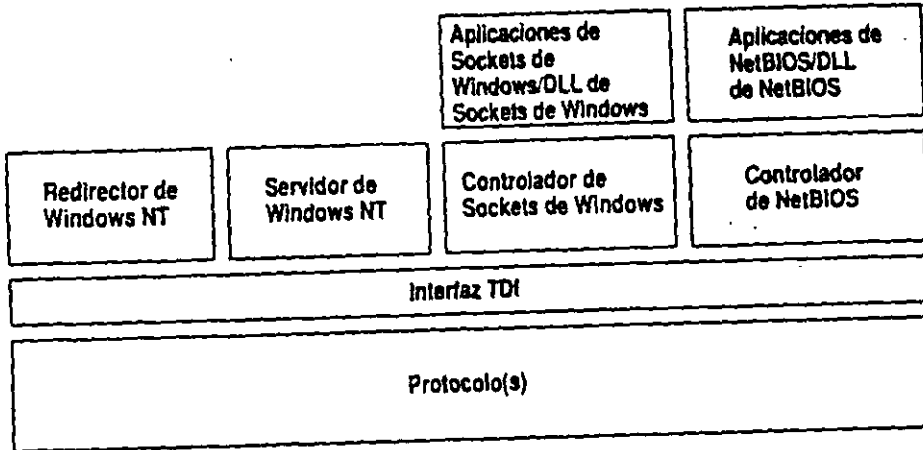 Aplicaciones de
Sockets de
Windows/DLL de
Sockets de Windows
Aplicaciones de
NetBIOS/DLL
de NetBIOS
Redirector de
Windows NT
Servidor de
Windows NT
Controlador de
Sockets de Windows
Controlador
de NetBIOS
Interfaz TDI
Protocolo(s)